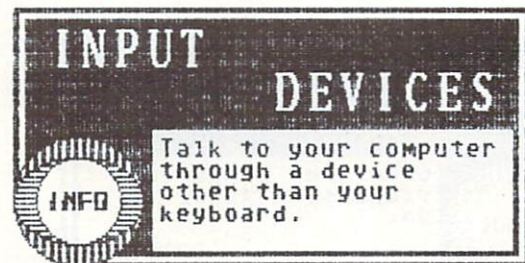 INPUT
DEVICES
Talk to your computer
through a device
other than your
keyboard.
INFO